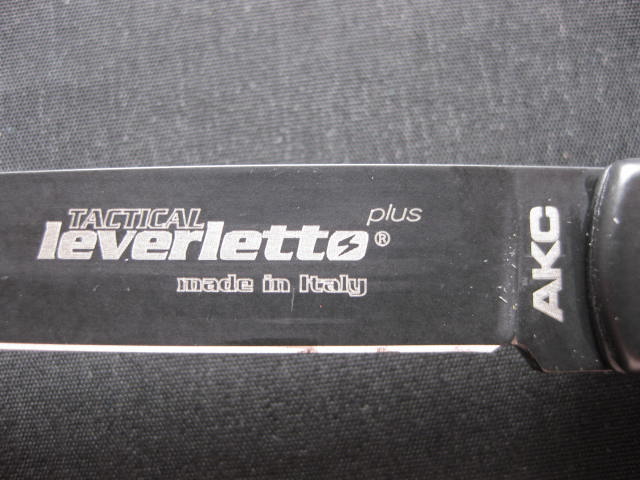 TACTICAL
leverletto® plus
made in Italy
AKC